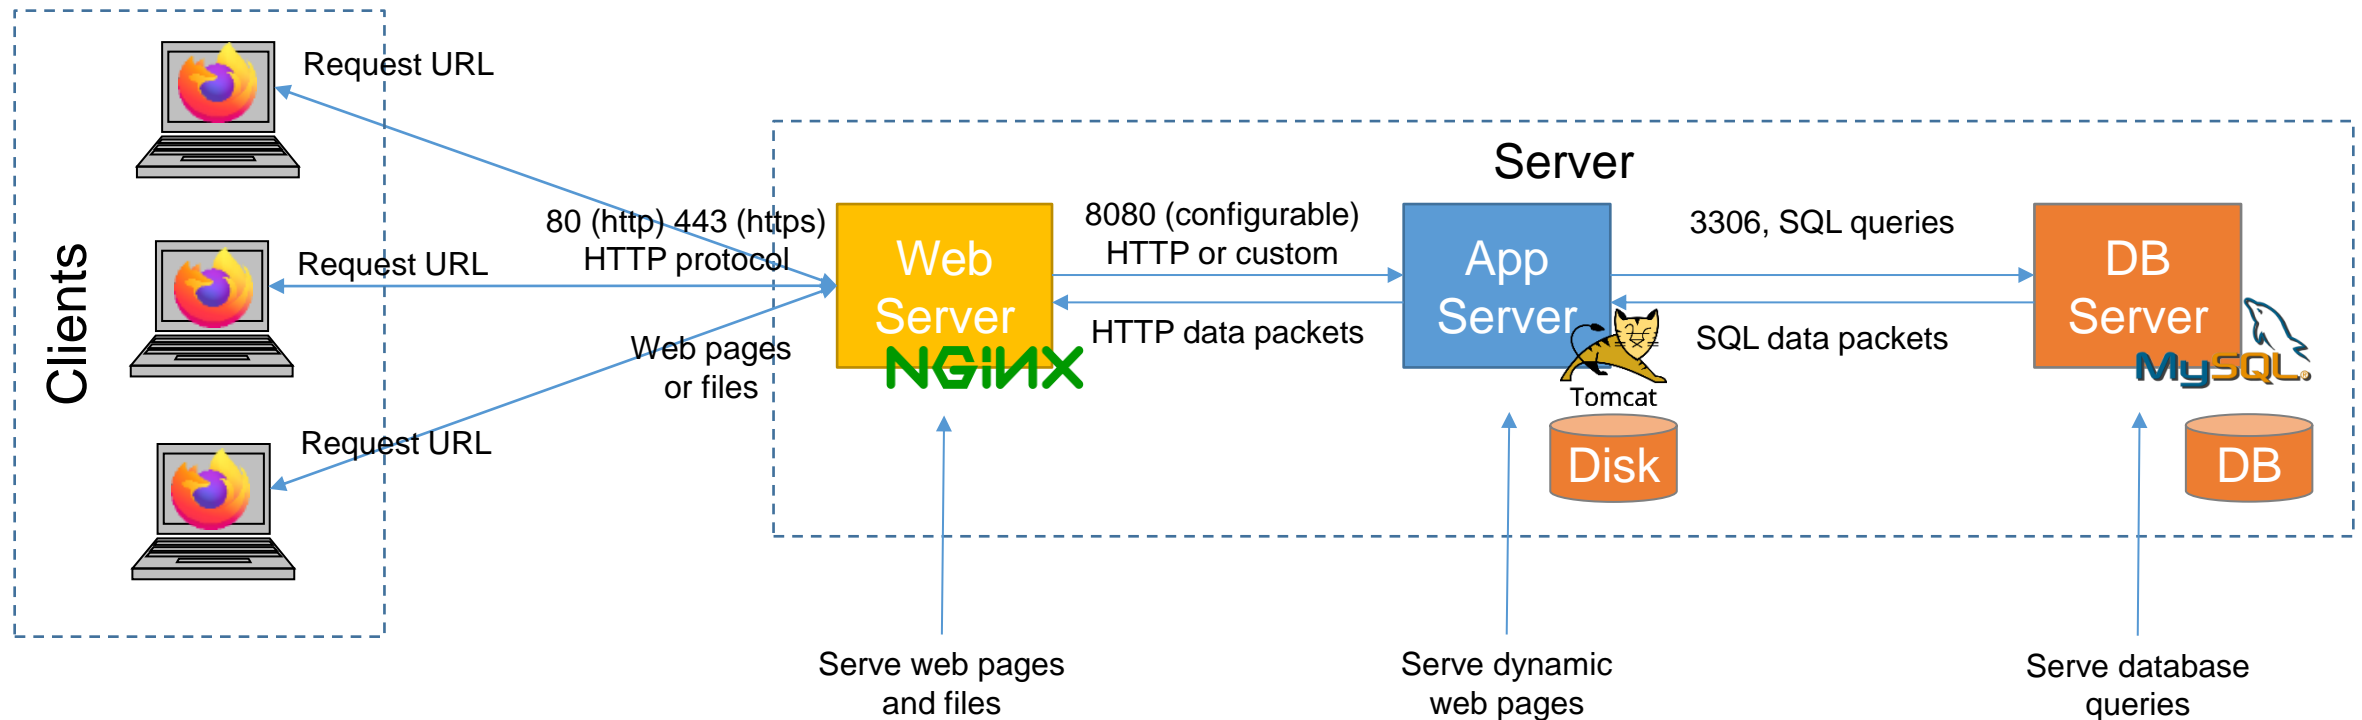 Clients
Request URL
Request URL
Request URL
80 (http) 443 (https)
HTTP protocol
Web pages
or files
Server
Web
Server
NGINX
8080 (configurable)
HTTP or custom
HTTP data packets
App
Server
Tomcat
Disk
3306, SQL queries
SQL data packets
DB
Server
MySQL®
DB
Serve web pages
and files
Serve dynamic
web pages
Serve database
queries